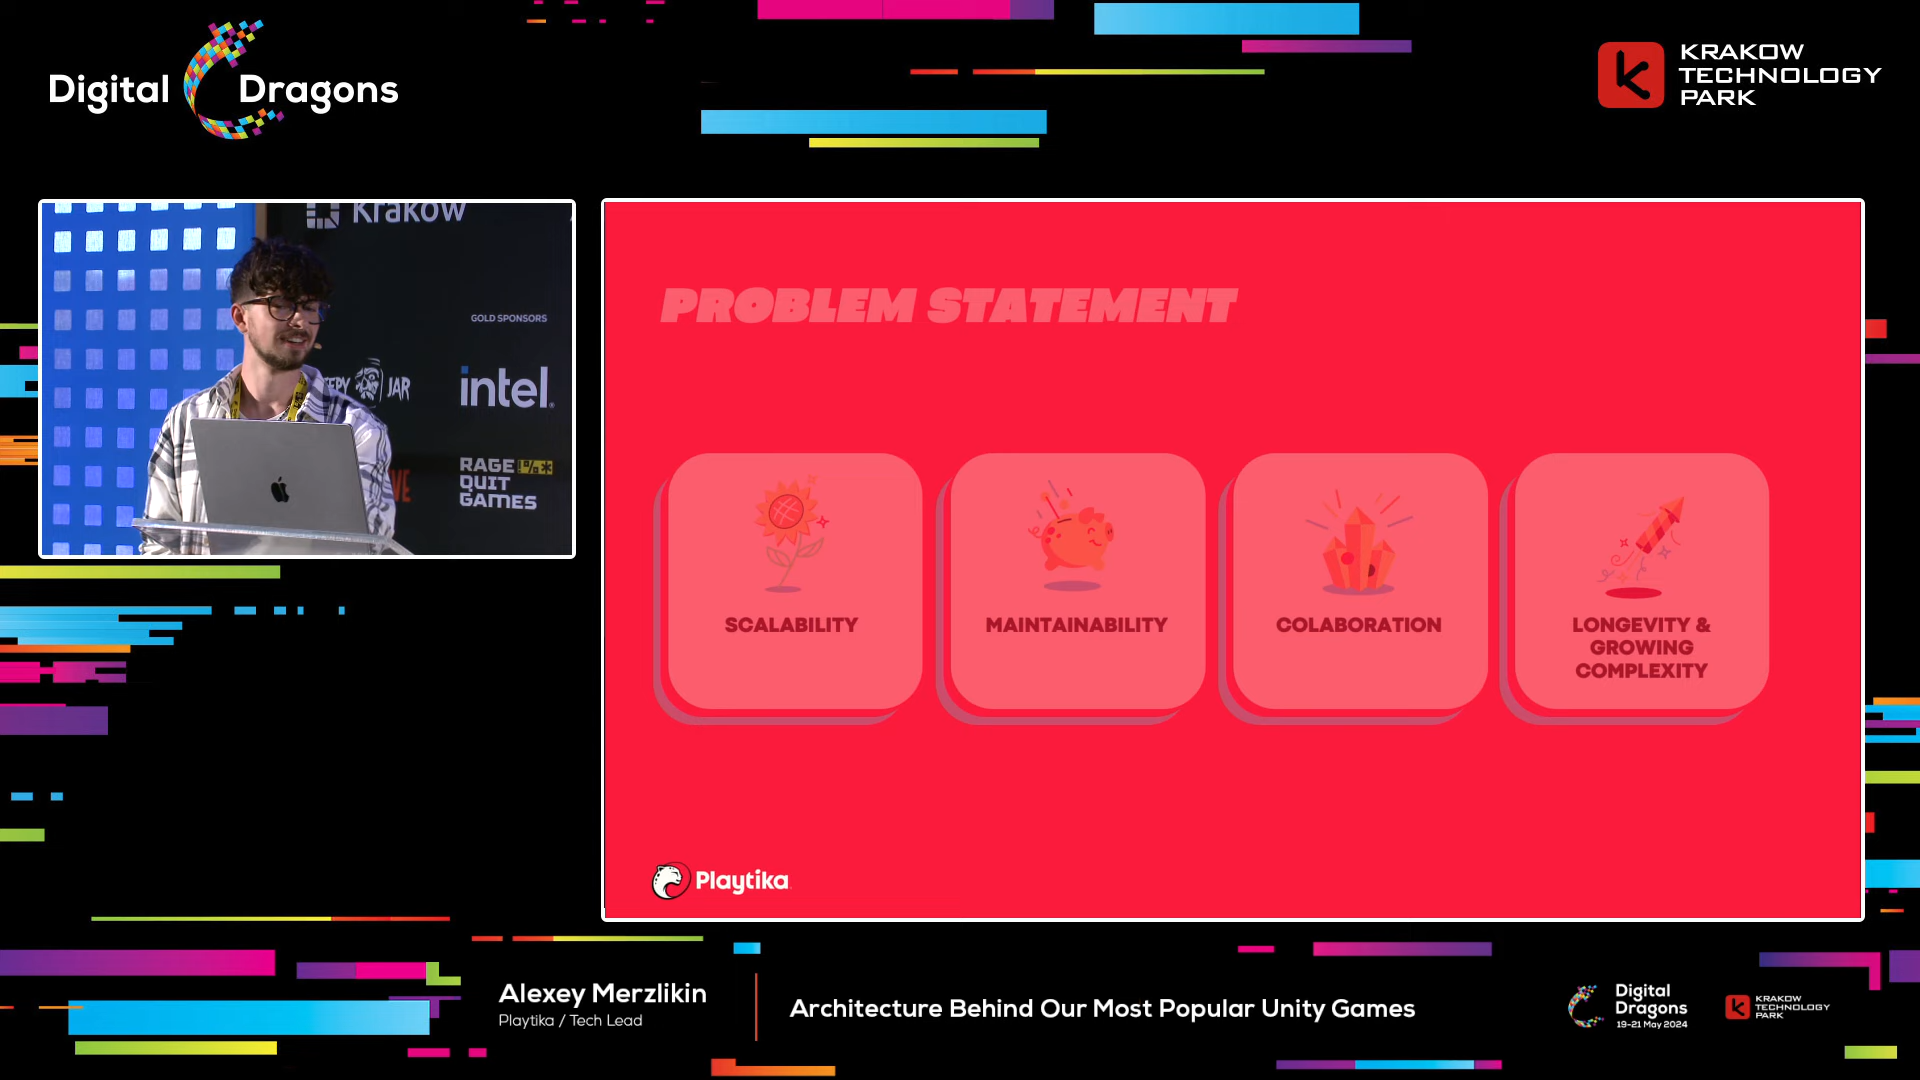 Digital Dragons
KRAKOW
TECHNOLOGY
PARK
Krakow
GOLD SPONSORS
JAR
intel
RAGE !%*
QUIT
GAMES
PROBLEM STATEMENT
SCALABILITY
MAINTAINABILITY
COLABORATION
LONGEVITY &
GROWING
COMPLEXITY
Playtika
Alexey Merzlikin
Playtika / Tech Lead
Architecture Behind Our Most Popular Unity Games
Digital
Dragons
19-21 May 2024
KRAKOW
TECHNOLOGY
PARK